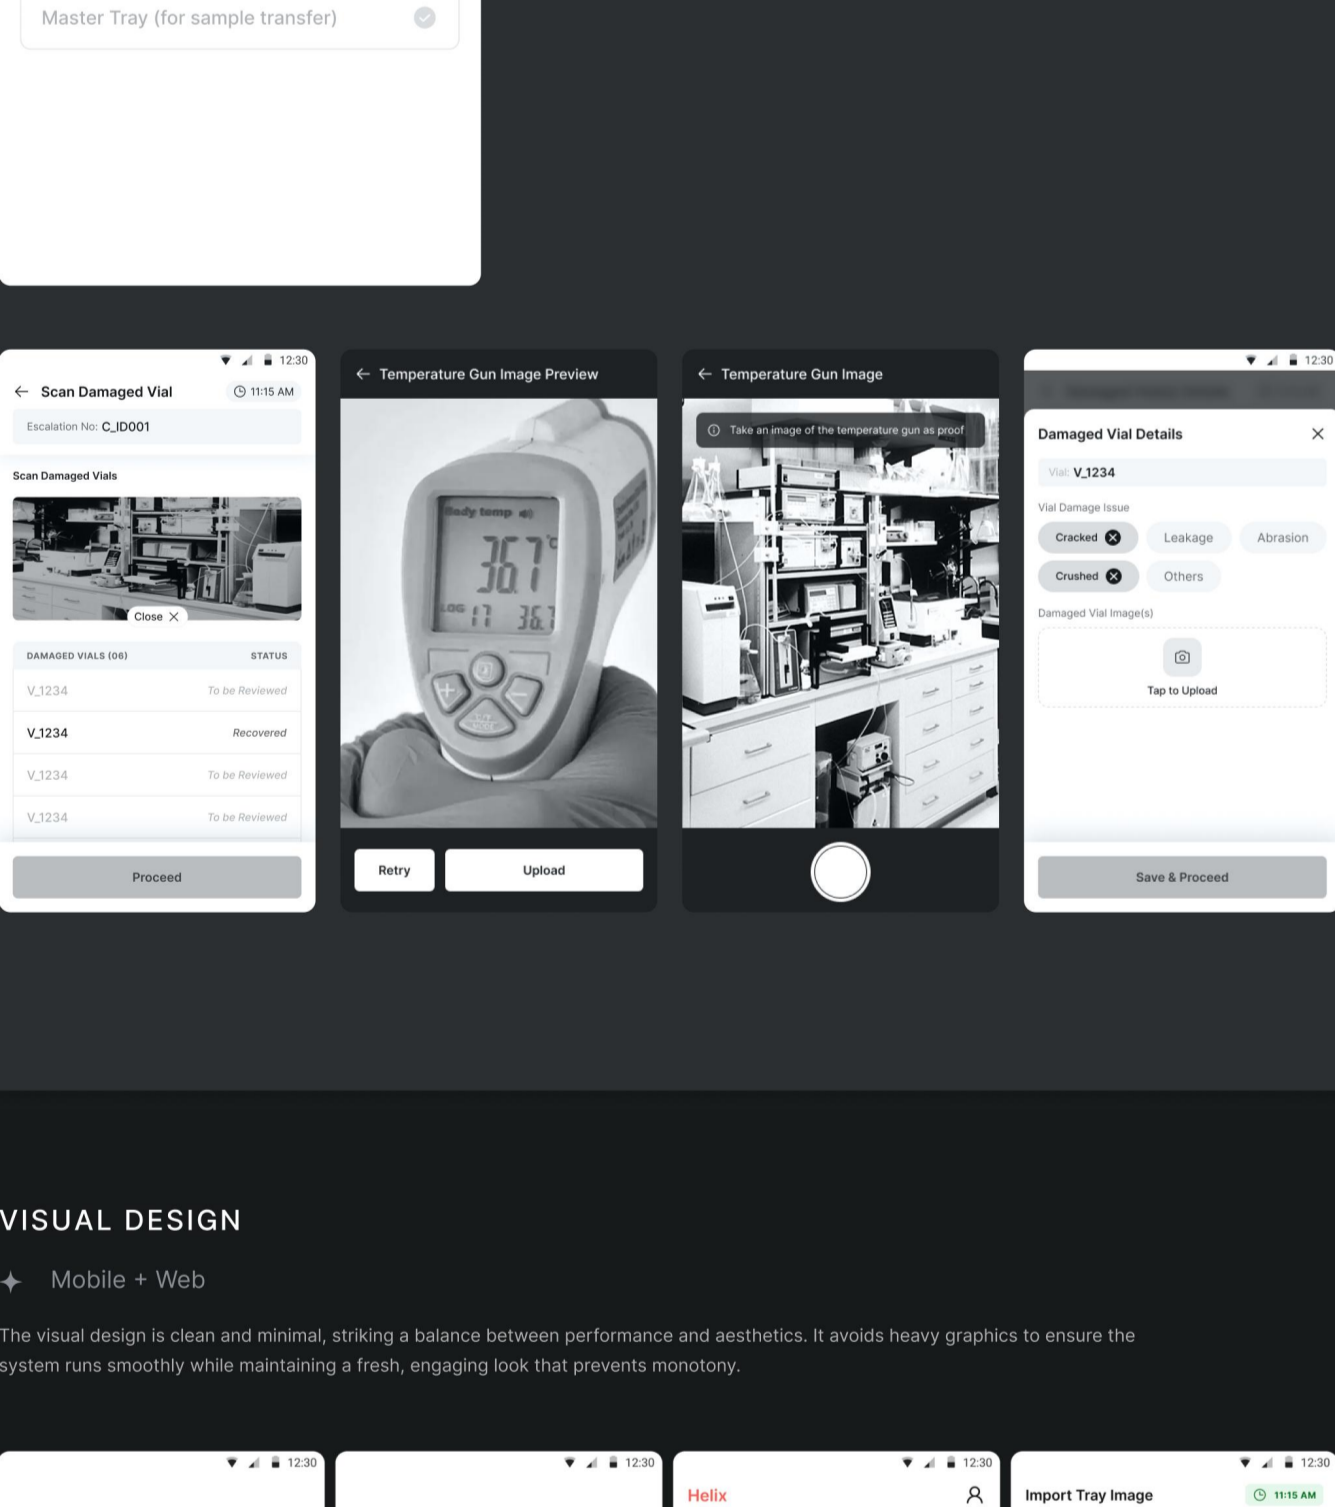 Master Tray (for sample transfer)
12:30
Scan Damaged Vial
11:15 AM
Escalation No: C_ID001
Scan Damaged Vials
Close
DAMAGED VIALS (06) STATUS
V_1234 To be Reviewed
V_1234 Recovered
V_1234 To be Reviewed
V_1234 To be Reviewed
Proceed
Temperature Gun Image Preview
Body temp
36.7 °C
LOG 17 36.7
Retry Upload
Temperature Gun Image
Take an image of the temperature gun as proof
12:30
Damaged Vial Details
Vial: V_1234
Vial Damage Issue
Cracked Leakage Abrasion
Crushed Others
Damaged Vial Image(s)
Tap to Upload
Save & Proceed
VISUAL DESIGN
Mobile + Web
The visual design is clean and minimal, striking a balance between performance and aesthetics. It avoids heavy graphics to ensure the
system runs smoothly while maintaining a fresh, engaging look that prevents monotony.
12:30
12:30
12:30
Helix
12:30
Import Tray Image 11:15 AM